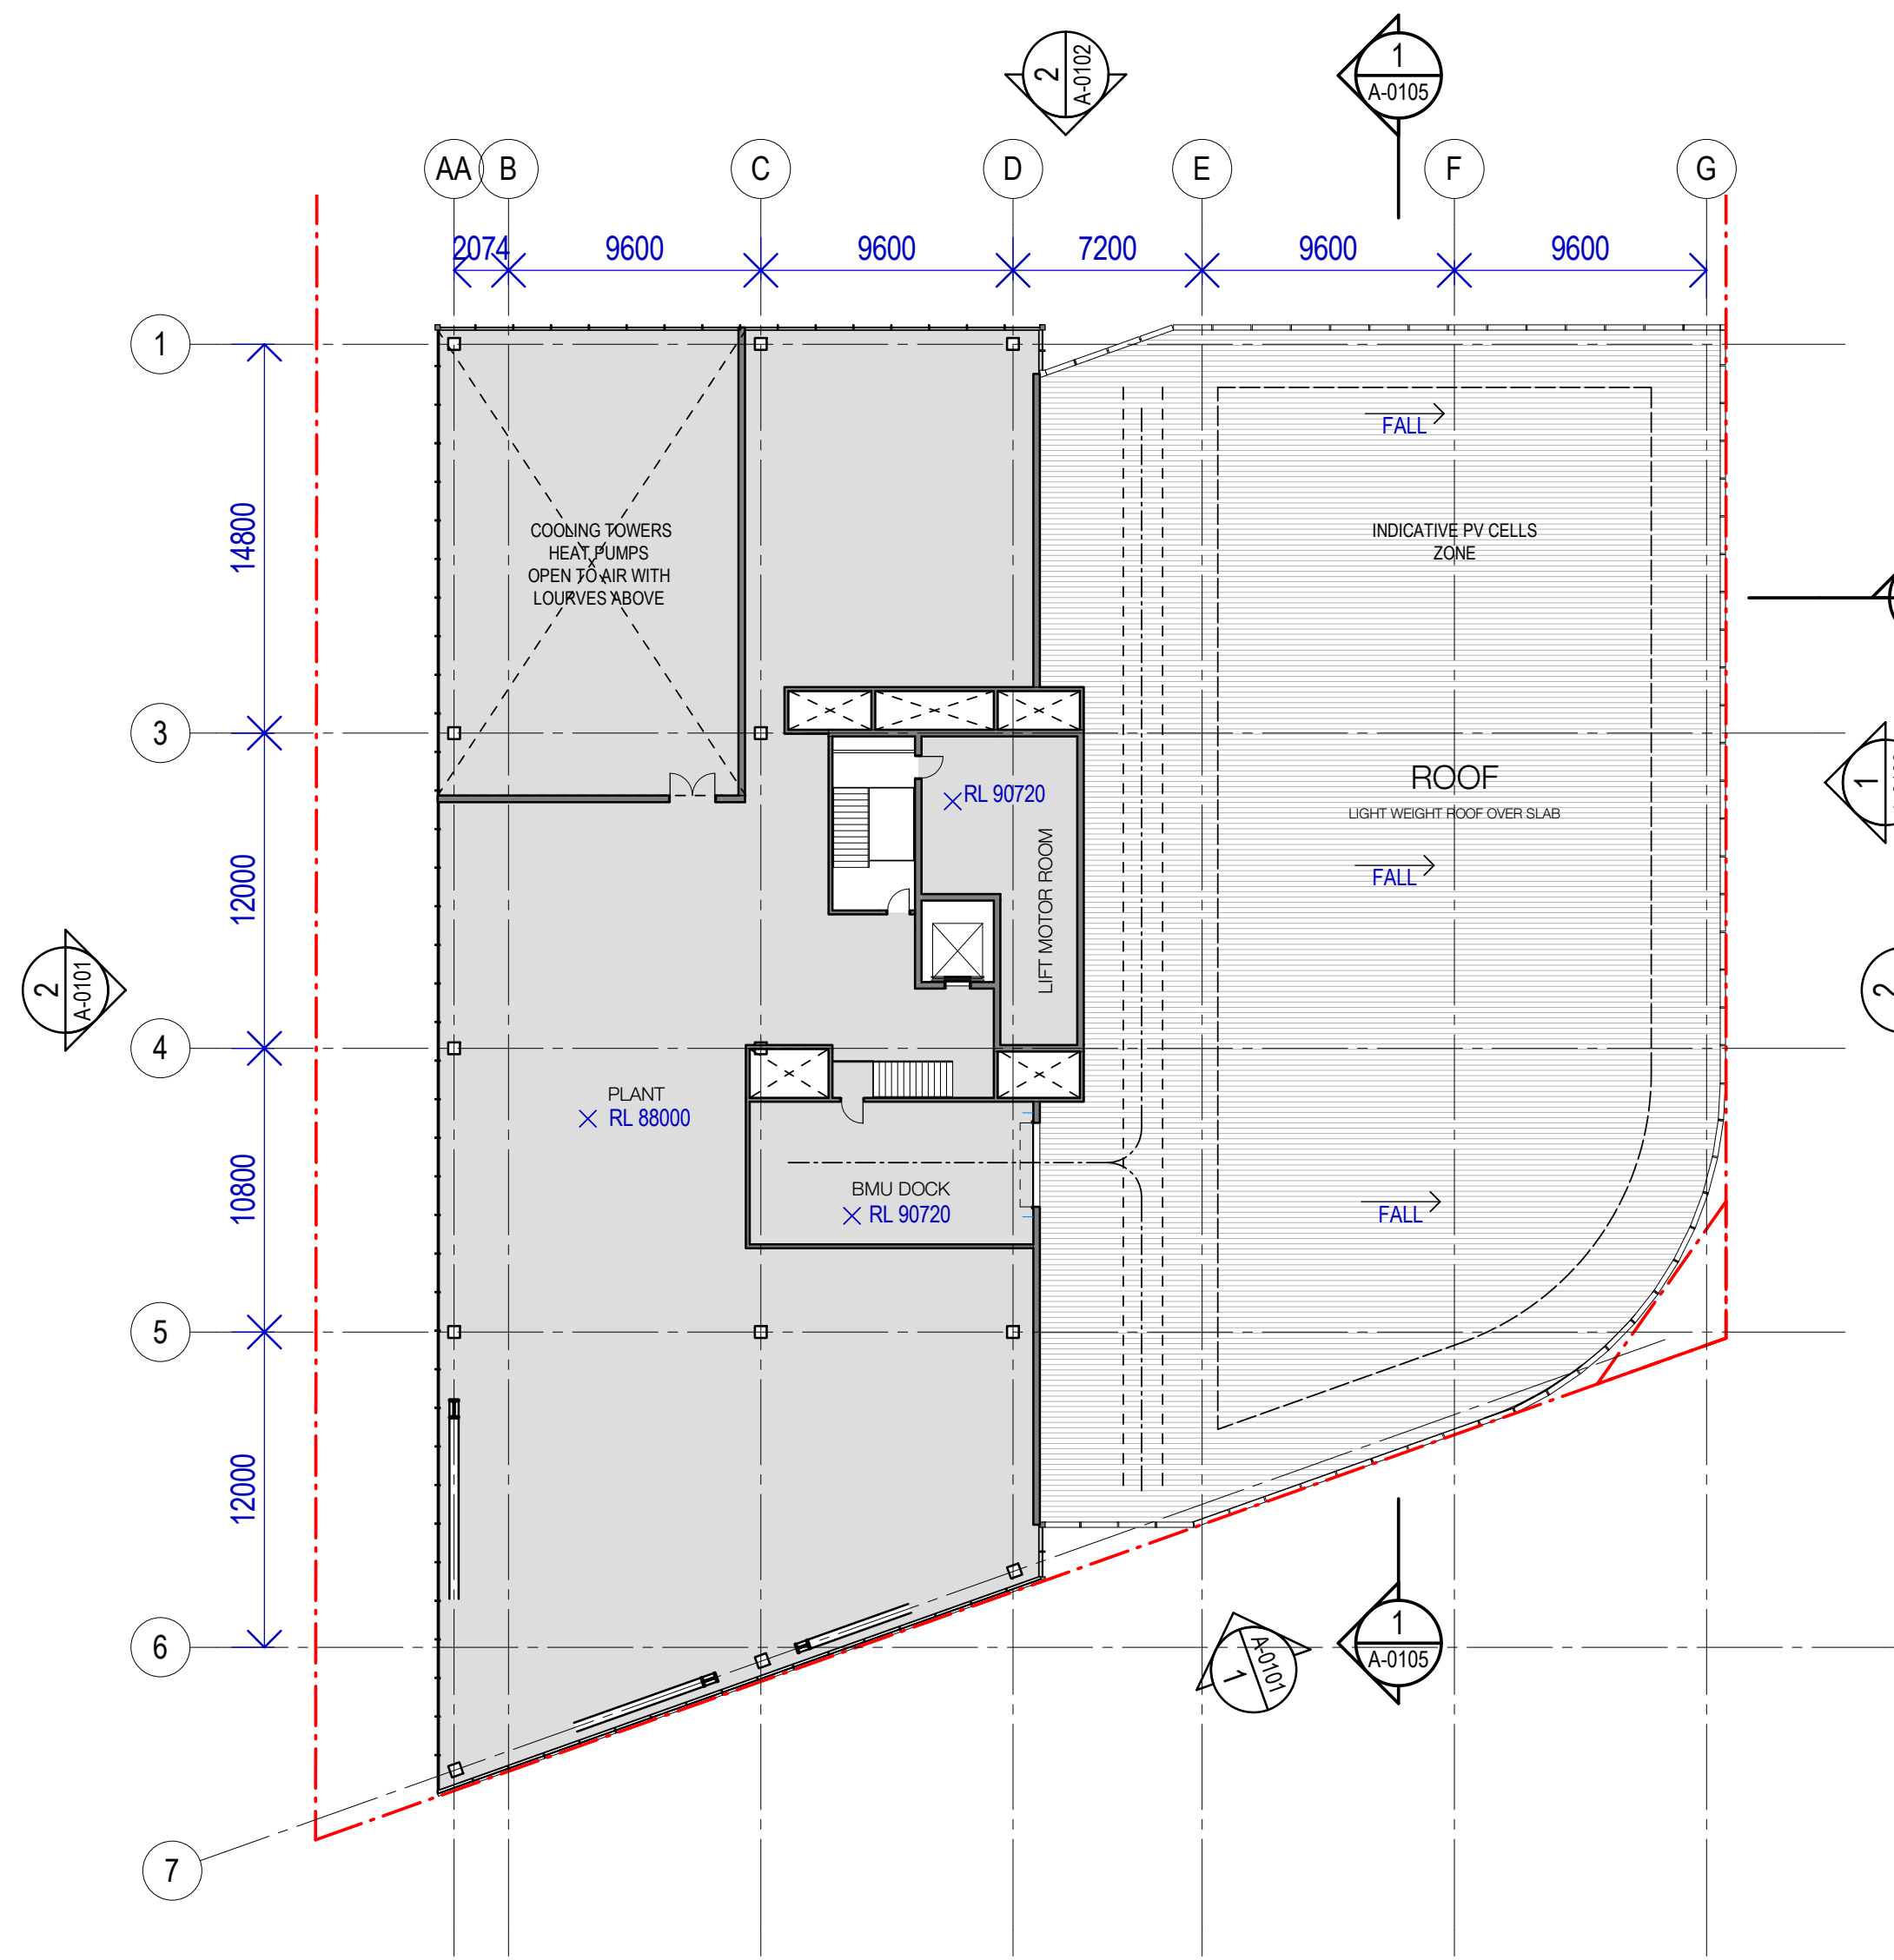 2
A-0102
1
A-0105
AA
B
C
D
E
F
G
2074
9600
9600
7200
9600
9600
1
14800
FALL
COOLING TOWERS
HEAT PUMPS
OPEN TO AIR WITH
LOURVES ABOVE
INDICATIVE PV CELLS
ZONE
3
ROOF
LIGHT WEIGHT ROOF OVER SLAB
RL 90720
1
LIFT MOTOR ROOM
12000
FALL
2
A-0101
2
4
PLANT
RL 88000
10800
BMU DOCK
RL 90720
FALL
5
12000
6
1
A-0101
1
A-0105
7